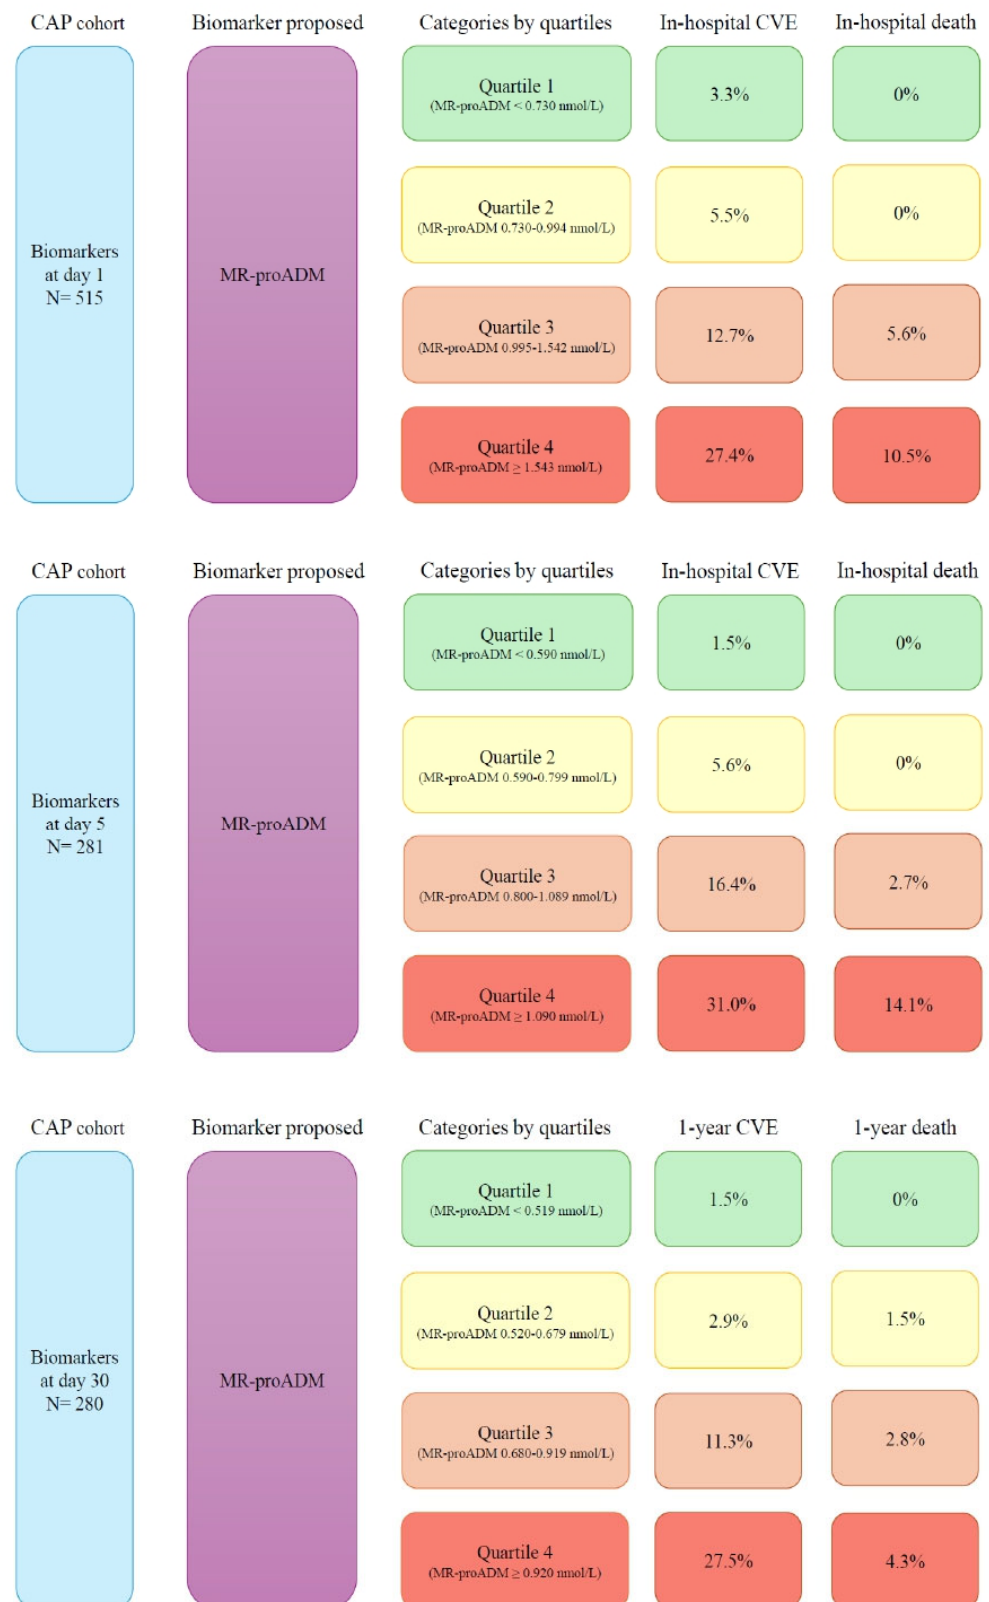 CAP cohort
Biomarker proposed
Categories by quartiles
In-hospital CVE
In-hospital death
Biomarkers
at day 1
N= 515
MR-proADM
Quartile 1
(MR-proADM < 0.730 nmol/L)
3.3%
0%
Quartile 2
(MR-proADM 0.730-0.994 nmol/L)
5.5%
0%
Quartile 3
(MR-proADM 0.995-1.542 nmol/L)
12.7%
5.6%
Quartile 4
(MR-proADM ≥ 1.543 nmol/L)
27.4%
10.5%
CAP cohort
Biomarker proposed
Categories by quartiles
In-hospital CVE
In-hospital death
Biomarkers
at day 5
N= 281
MR-proADM
Quartile 1
(MR-proADM < 0.590 nmol/L)
1.5%
0%
Quartile 2
(MR-proADM 0.590-0.799 nmol/L)
5.6%
0%
Quartile 3
(MR-proADM 0.800-1.089 nmol/L)
16.4%
2.7%
Quartile 4
(MR-proADM ≥ 1.090 nmol/L)
31.0%
14.1%
CAP cohort
Biomarker proposed
Categories by quartiles
1-year CVE
1-year death
Biomarkers
at day 30
N= 280
MR-proADM
Quartile 1
(MR-proADM < 0.519 nmol/L)
1.5%
0%
Quartile 2
(MR-proADM 0.520-0.679 nmol/L)
2.9%
1.5%
Quartile 3
(MR-proADM 0.680-0.919 nmol/L)
11.3%
2.8%
Quartile 4
(MR-proADM ≥ 0.920 nmol/L)
27.5%
4.3%